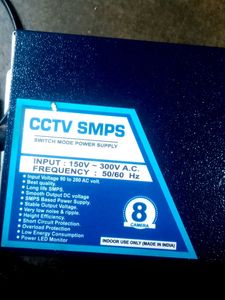 CCTV SMPS
SWITCH MODE POWER SUPPLY
INPUT : 150V ~ 300V A.C.
FREQUENCY : 50/60 Hz
• Input Voltage 90 to 280 AC volt.
• Best quality.
• Long life SMPS.
• Smooth Output DC voltage
• SMPS Based Power Supply.
• Stable Output Voltage.
• Very low noise & ripple.
• Height Efficiency.
• Short Circuit Protection.
• Overload Protection
• Low Energy Consumption
• Power LED Monitor
8
CAMERA
INDOOR USE ONLY (MADE IN INDIA)